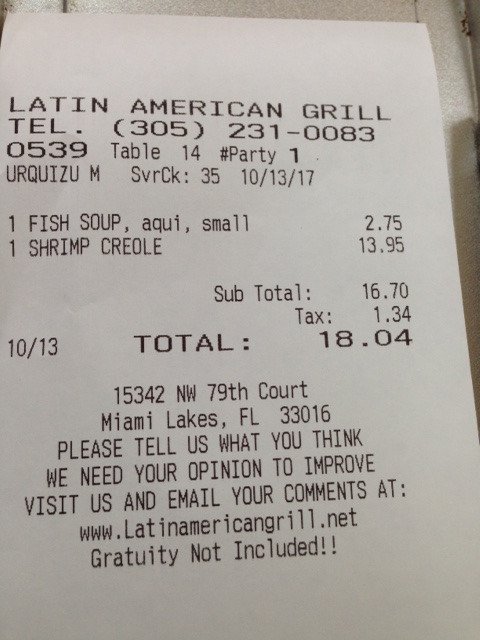 LATIN AMERICAN GRILL
TEL. (305) 231-0083
0539 Table 14 #Party 1
URQUIZU M SvrCk: 35 10/13/17
1 FISH SOUP, aqui, small 2.75
1 SHRIMP CREOLE 13.95
Sub Total: 16.70
Tax: 1.34
10/13 TOTAL: 18.04
15342 NW 79th Court
Miami Lakes, FL 33016
PLEASE TELL US WHAT YOU THINK
WE NEED YOUR OPINION TO IMPROVE
VISIT US AND EMAIL YOUR COMMENTS AT:
www.Latinamericangrill.net
Gratuity Not Included!!